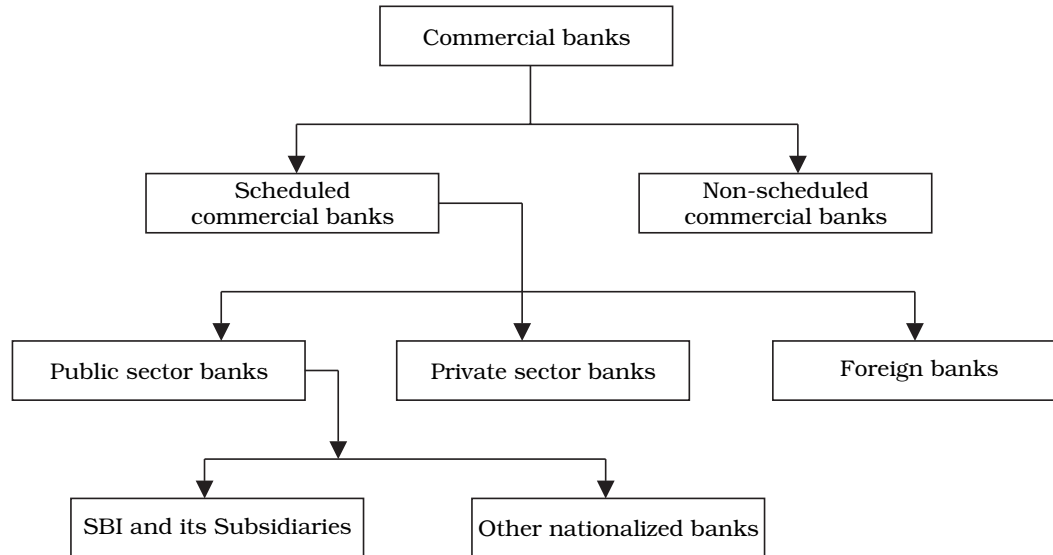 Commercial banks
Scheduled
commercial banks
Non-scheduled
commercial banks
Public sector banks
Private sector banks
Foreign banks
SBI and its Subsidiaries
Other nationalized banks